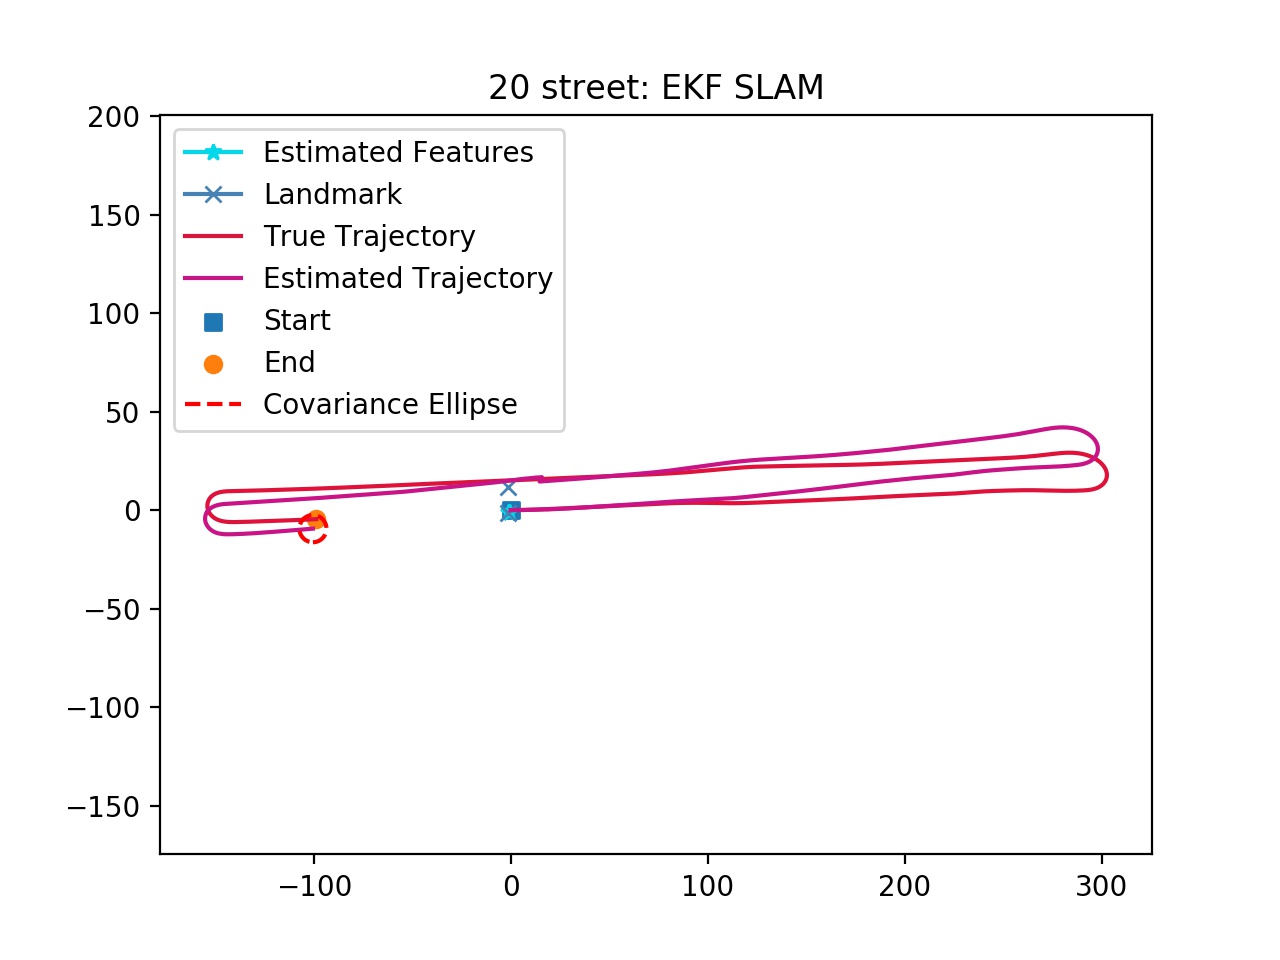 20 street: EKF SLAM
200
150
100
50
0
−50
−100
−150
Estimated Features
Landmark
True Trajectory
Estimated Trajectory
Start
End
Covariance Ellipse
−100 0 100 200 300